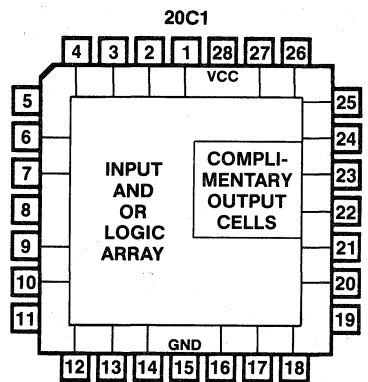 20C1
4 3 2 1 28 27 26
VCC
5 25
6 24
7 23
8 22
9 21
10 20
11 19
INPUT
AND
OR
LOGIC
ARRAY
COMPLI-
MENTARY
OUTPUT
CELLS
GND
12 13 14 15 16 17 18